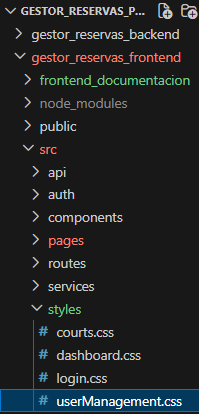 GESTOR_RESERVAS_P...
gestor_reservas_backend
gestor_reservas_frontend
frontend_documentacion
node_modules
public
src
api
auth
components
pages
routes
services
styles
# courts.css
# dashboard.css
# login.css
# userManagement.css